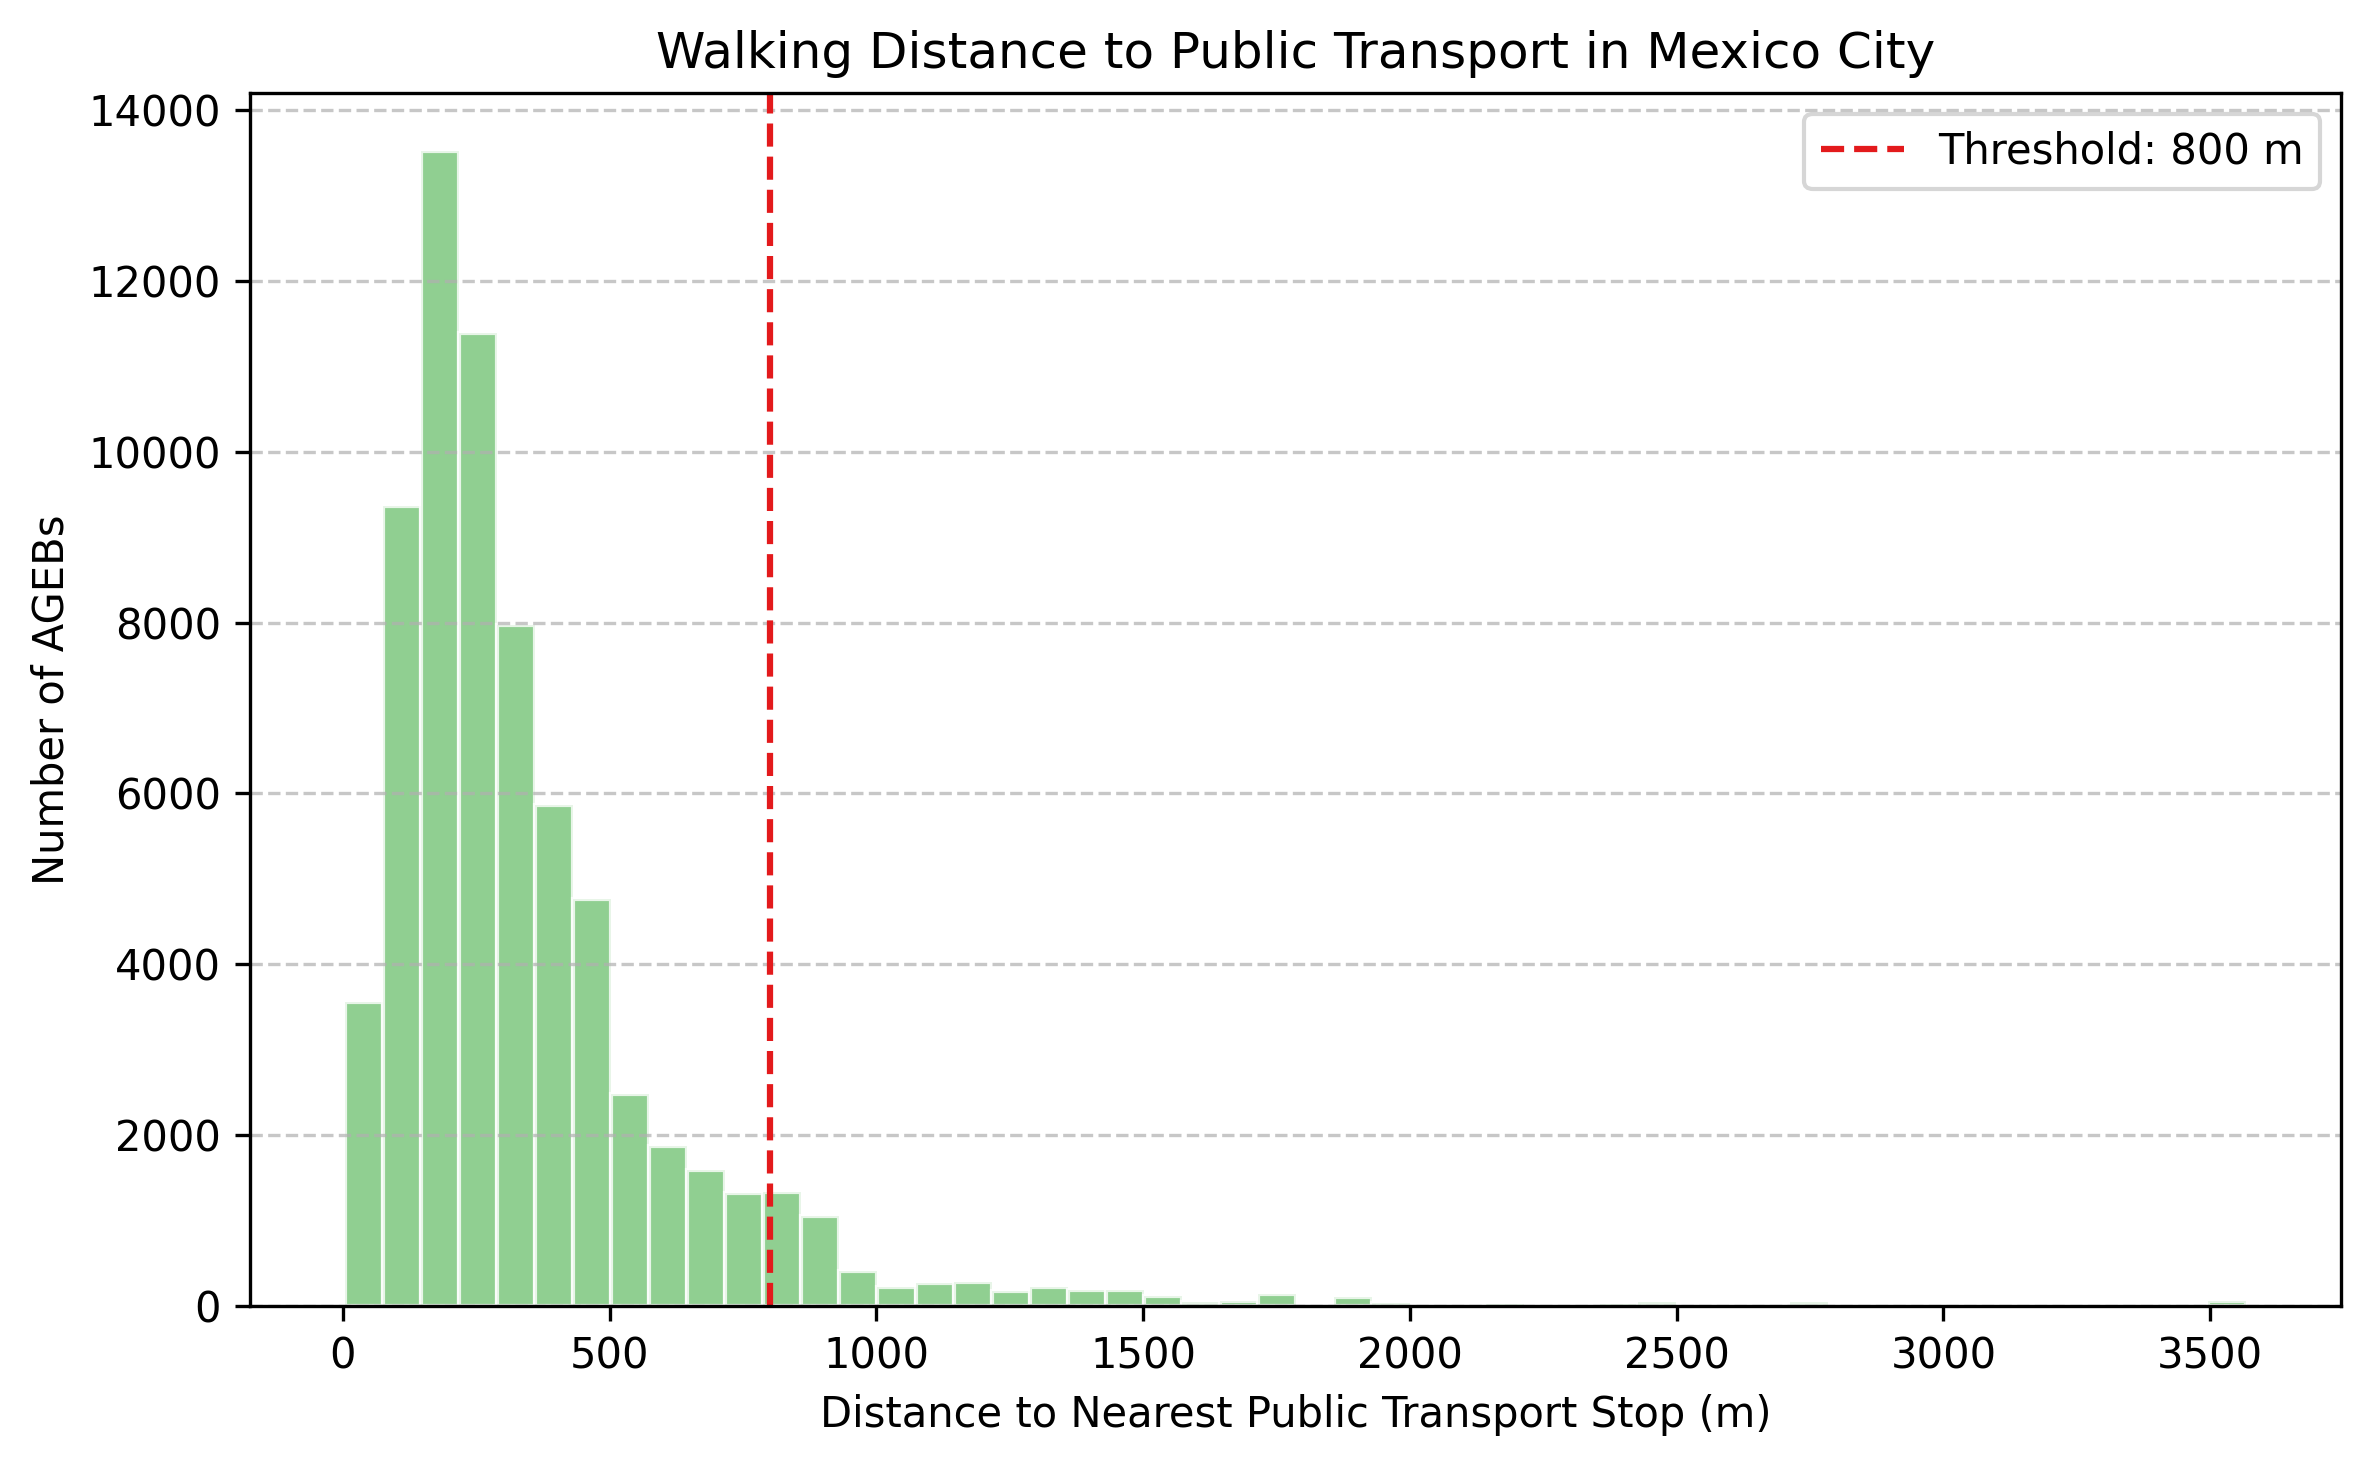 Walking Distance to Public Transport in Mexico City
Threshold: 800 m
Number of AGEBs
14000
12000
10000
8000
6000
4000
2000
0
0 500 1000 1500 2000 2500 3000 3500
Distance to Nearest Public Transport Stop (m)